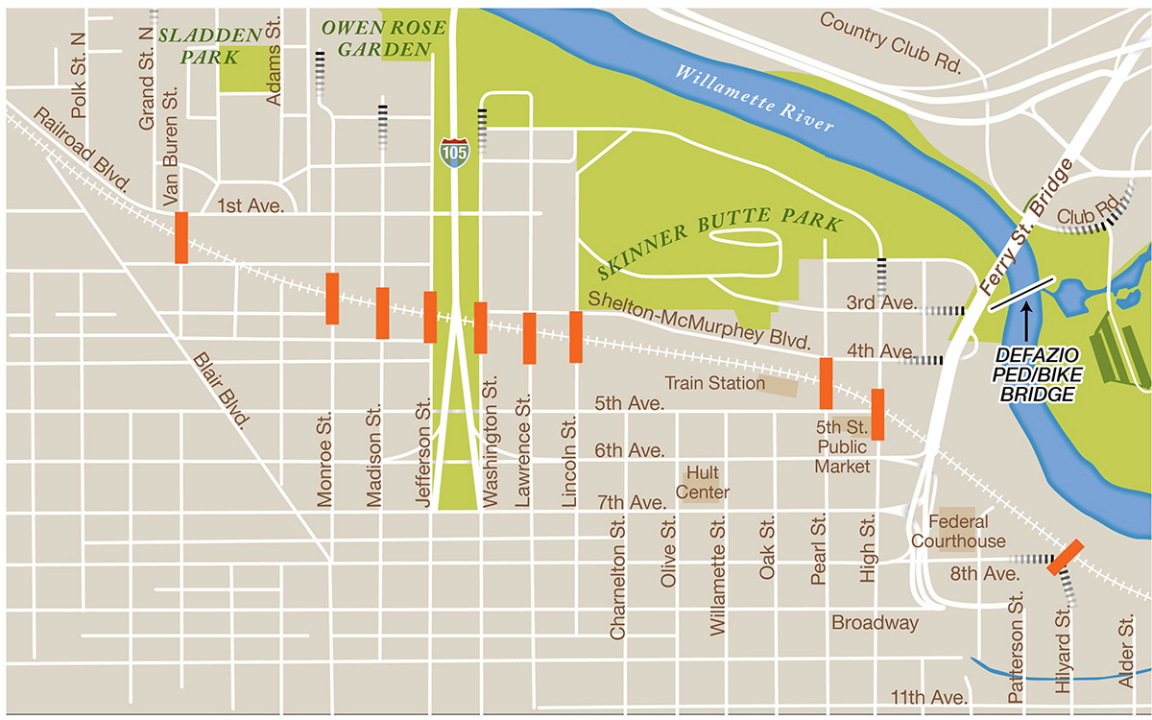 SLADDEN
PARK
OWEN ROSE
GARDEN
Country Club Rd.
Polk St. N
Grand St. N
Adams St.
Van Buren St.
Willamette River
105
Railroad Blvd.
1st Ave.
Ferry St. Bridge
Club Rd.
SKINNER BUTTE PARK
3rd Ave.
Shelton-McMurphey Blvd.
4th Ave.
DEFAZIO
PED/BIKE
BRIDGE
Blair Blvd.
Train Station
5th Ave.
5th St.
Public
Market
6th Ave.
Monroe St.
Madison St.
Jefferson St.
Washington St.
Lawrence St.
Lincoln St.
Hult
Center
7th Ave.
Charnelton St.
Olive St.
Willamette St.
Oak St.
Pearl St.
High St.
Federal
Courthouse
8th Ave.
Broadway
Patterson St.
Hilyard St.
Alder St.
11th Ave.